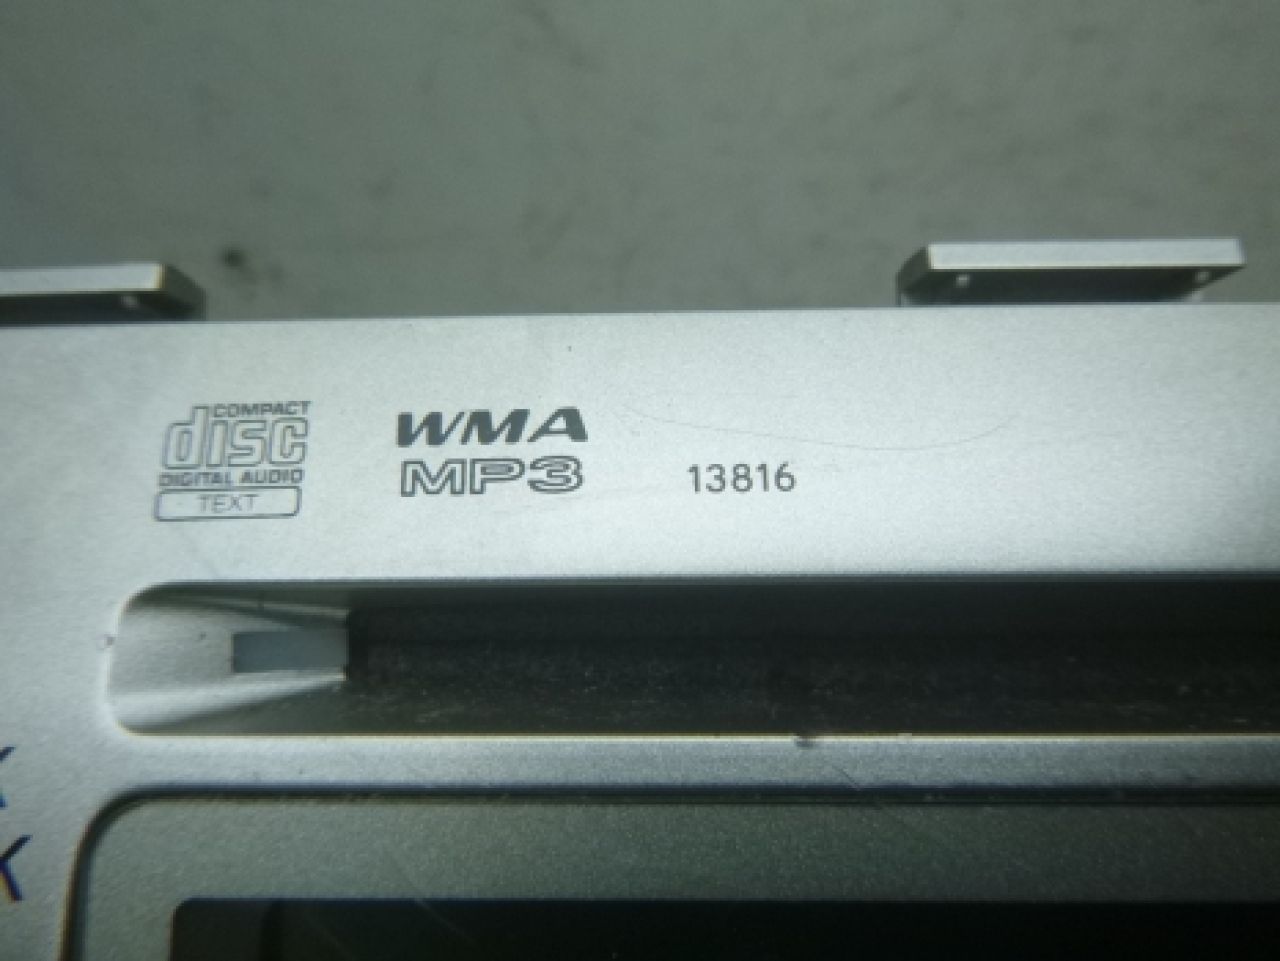 COMPACT
disc
DIGITAL AUDIO
TEXT
WMA
MP3
13816
K